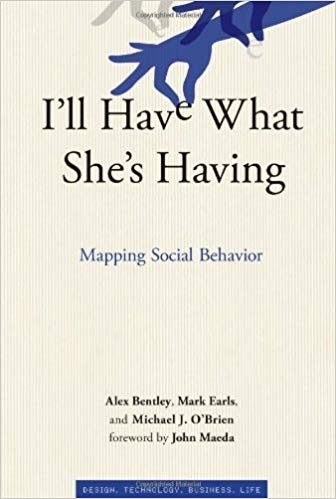 I'll Have What
She's Having
Mapping Social Behavior
Alex Bentley, Mark Earls,
and Michael J. O'Brien
foreword by John Maeda
DESIGN, TECHNOLOGY, BUSINESS, LIFE